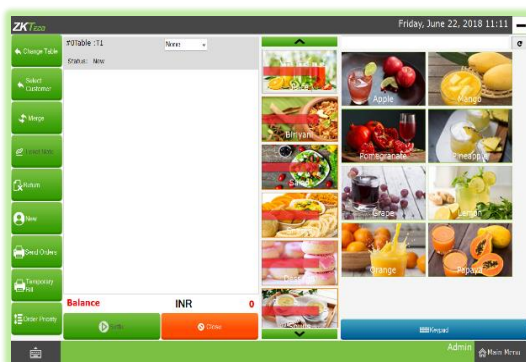 ZKTeco
Friday, June 22, 2018 11:11
Change Table
#0Table :T1
None
Status: New
Select
Customer
Merge
Return
New
Send Orders
Temporary
Bill
Order Priority
Biriyani
Apple
Mango
Pomegranate
Pineapple
Grape
Lemon
Orange
Papaya
Balance
INR
0
Close
Keypad
Admin
Main Menu